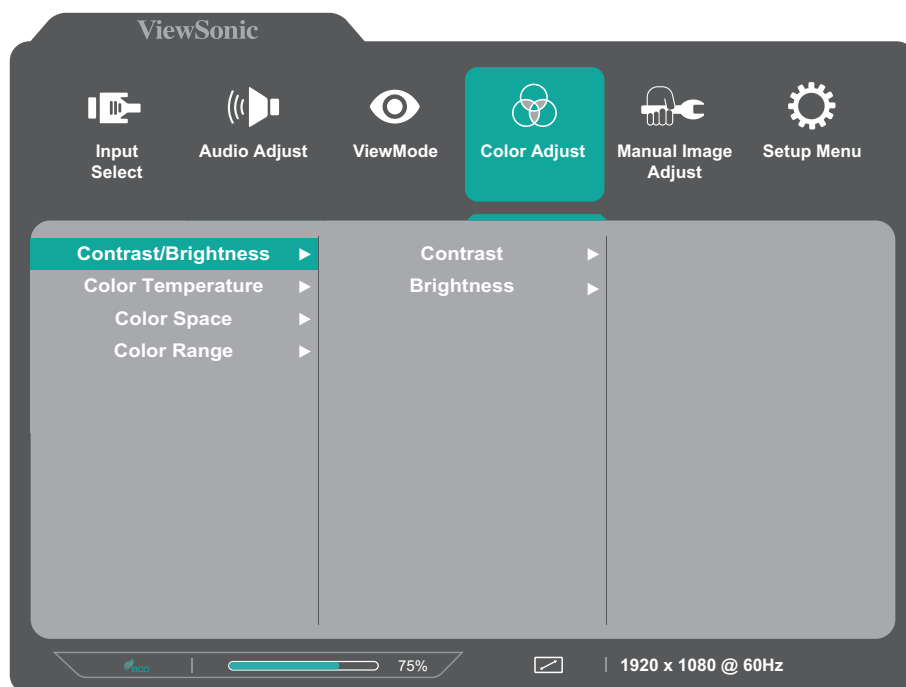 ViewSonic
Input
Select
Audio Adjust
ViewMode
Color Adjust
Manual Image
Adjust
Setup Menu
Contrast/Brightness
Color Temperature
Color Space
Color Range
Contrast
Brightness
ECO
75%
1920 x 1080 @ 60Hz